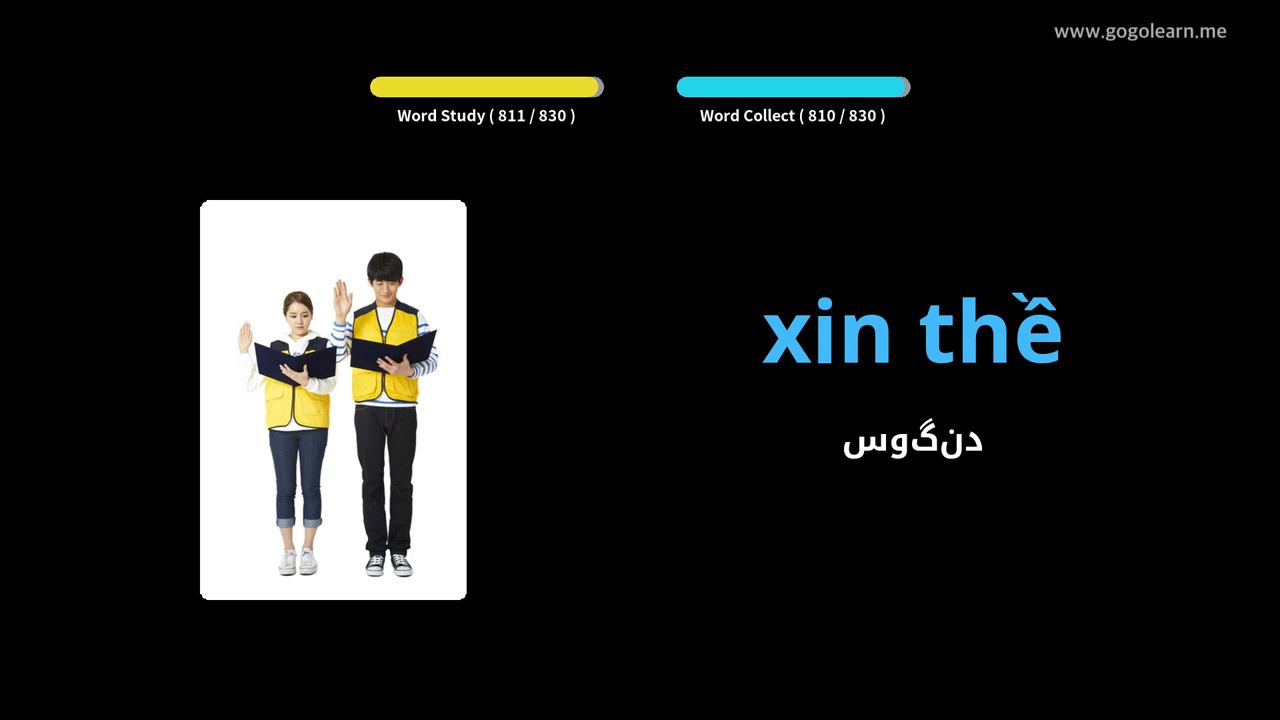 www.gogolearn.me
Word Study ( 811 / 830 )
Word Collect ( 810 / 830 )
xin thề
دنگوس